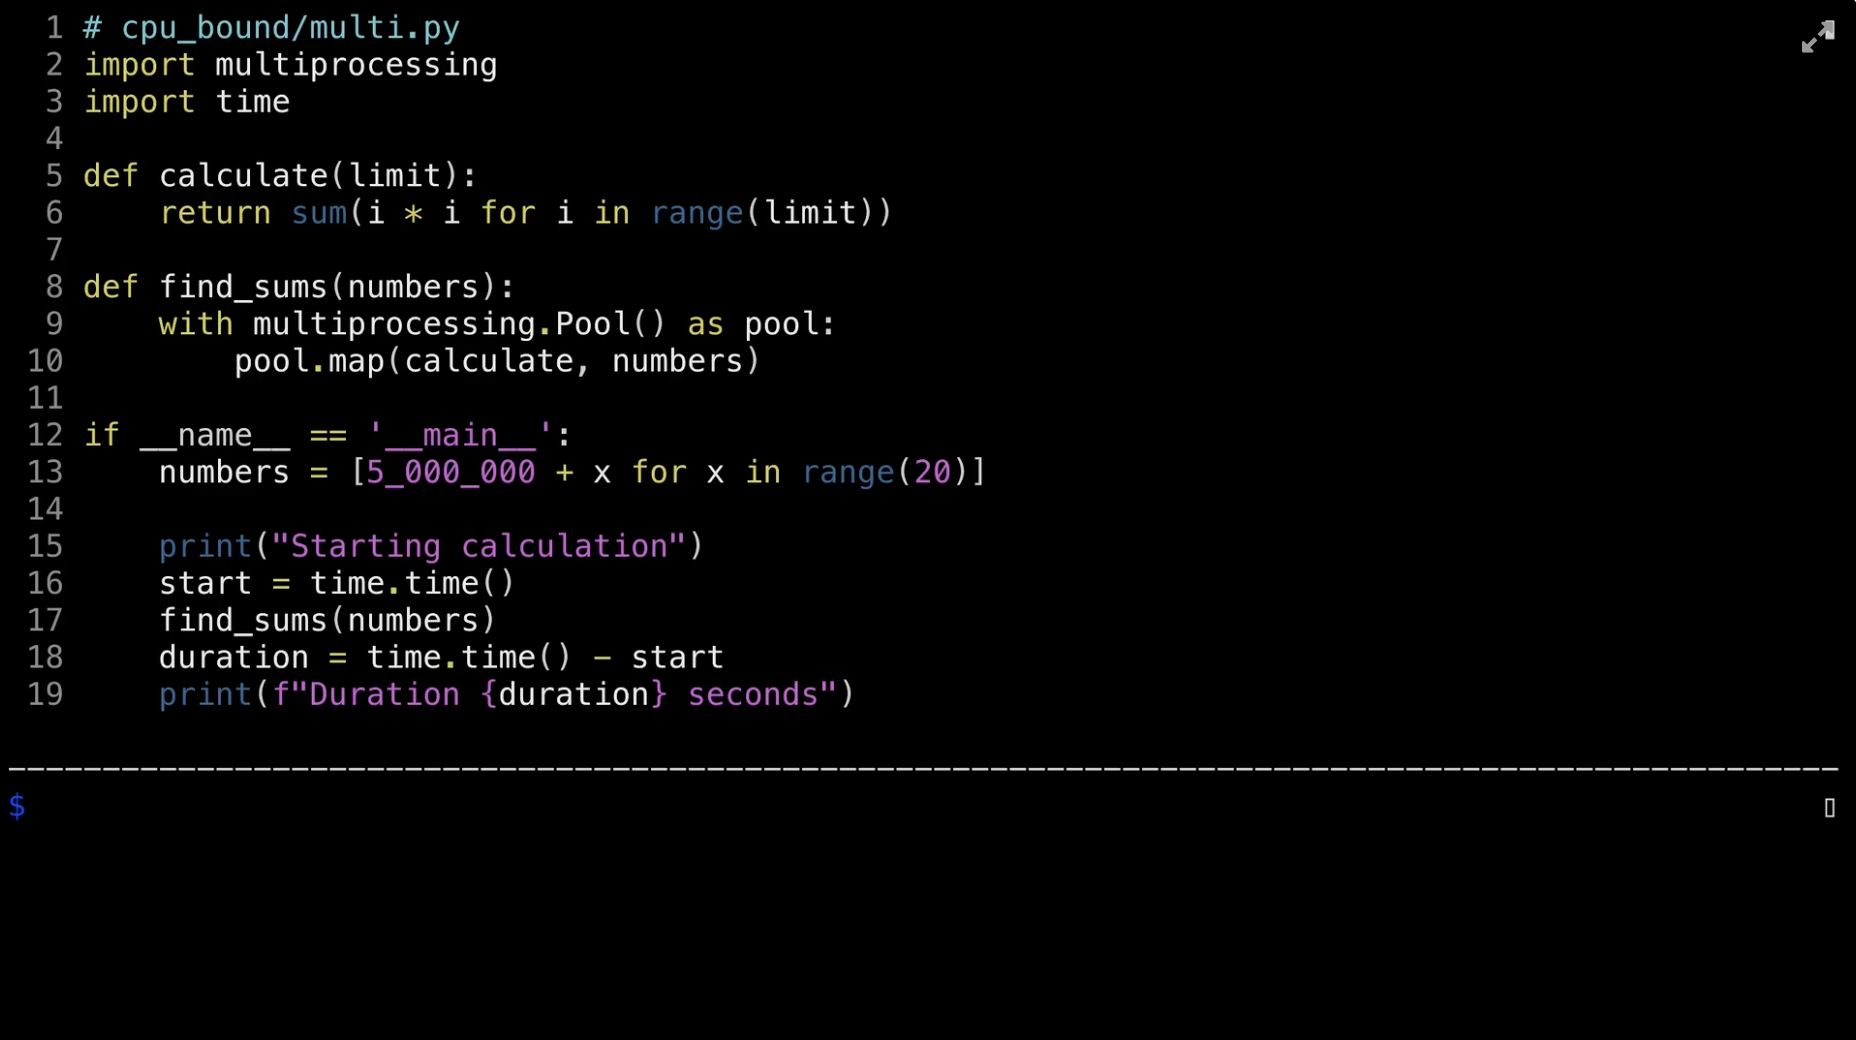 1 # cpu_bound/multi.py
2 import multiprocessing
3 import time
4
5 def calculate(limit):
6     return sum(i * i for i in range(limit))
7
8 def find_sums(numbers):
9     with multiprocessing.Pool() as pool:
10         pool.map(calculate, numbers)
11
12 if __name__ == '__main__':
13     numbers = [5_000_000 + x for x in range(20)]
14
15     print("Starting calculation")
16     start = time.time()
17     find_sums(numbers)
18     duration = time.time() − start
19     print(f"Duration {duration} seconds")
$